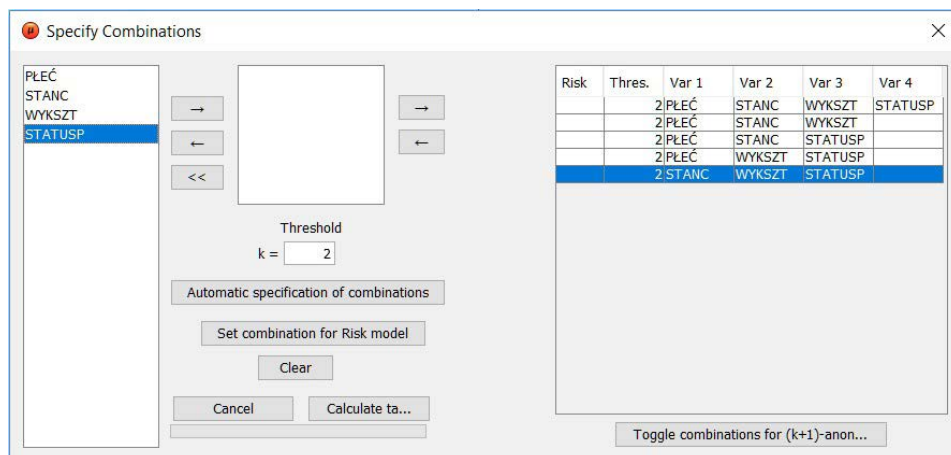 Specify Combinations
PŁEĆ
STANC
WYKSZT
STATUSP
→
←
<<
→
←
Threshold
k = 2
Automatic specification of combinations
Set combination for Risk model
Clear
Cancel Calculate ta...
Risk Thres. Var 1 Var 2 Var 3 Var 4
2 PŁEĆ STANC WYKSZT STATUSP
2 PŁEĆ STANC WYKSZT
2 PŁEĆ STANC STATUSP
2 PŁEĆ WYKSZT STATUSP
2 STANC WYKSZT STATUSP
Toggle combinations for (k+1)-anon...